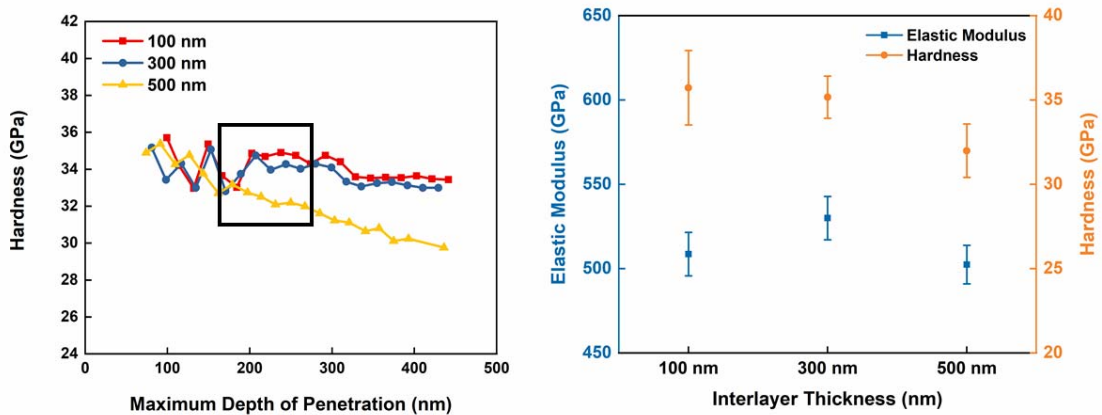 42
40
38
36
34
32
30
28
26
24
Hardness (GPa)
100 nm
300 nm
500 nm
0 100 200 300 400 500
Maximum Depth of Penetration (nm)
650
600
550
500
450
Elastic Modulus (GPa)
Elastic Modulus
Hardness
40
35
30
25
20
Hardness (GPa)
100 nm 300 nm 500 nm
Interlayer Thickness (nm)